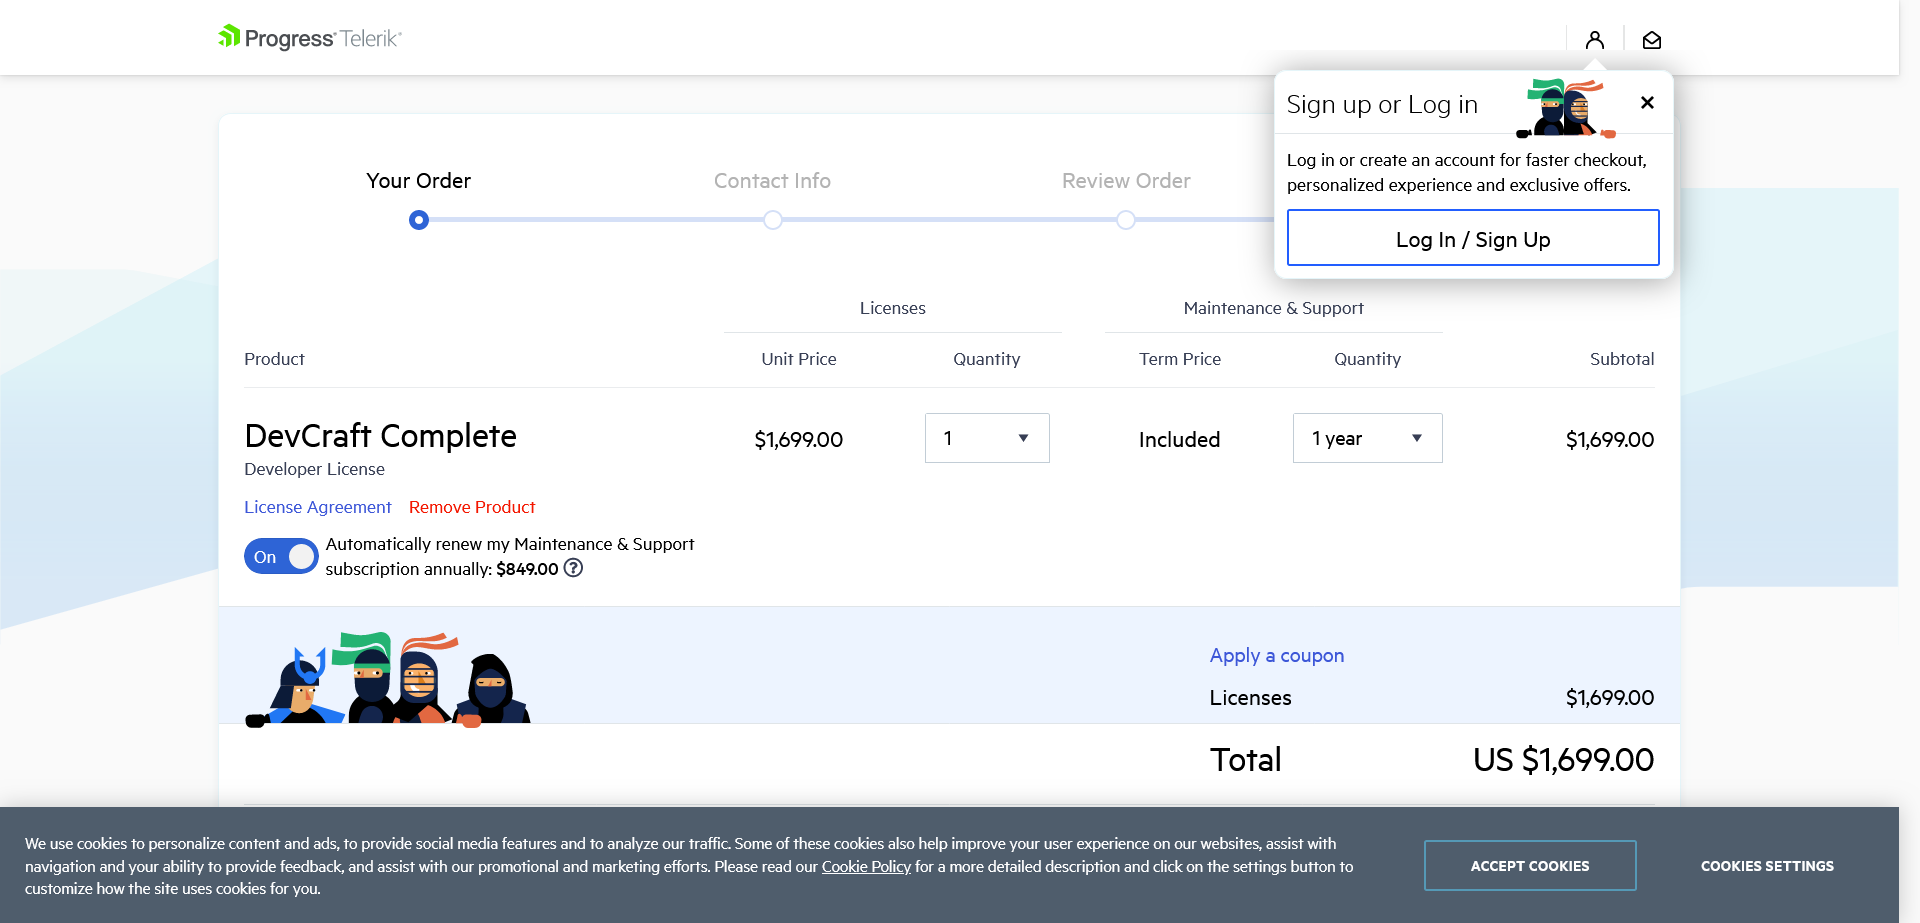 Progress Telerik
Sign up or Log in
Log in or create an account for faster checkout,
personalized experience and exclusive offers.
Log In / Sign Up
Your Order
Contact Info
Review Order
Licenses
Maintenance & Support
Product
Unit Price
Quantity
Term Price
Quantity
Subtotal
DevCraft Complete
$1,699.00
1
Included
1 year
$1,699.00
Developer License
License Agreement
Remove Product
On
Automatically renew my Maintenance & Support
subscription annually: $849.00
Apply a coupon
Licenses
$1,699.00
Total
US $1,699.00
We use cookies to personalize content and ads, to provide social media features and to analyze our traffic. Some of these cookies also help improve your user experience on our websites, assist with
navigation and your ability to provide feedback, and assist with our promotional and marketing efforts. Please read our Cookie Policy for a more detailed description and click on the settings button to
customize how the site uses cookies for you.
ACCEPT COOKIES
COOKIES SETTINGS